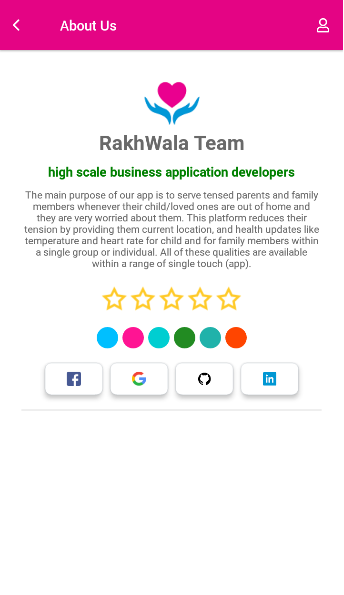 About Us
RakhWala Team
high scale business application developers
The main purpose of our app is to serve tensed parents and family
members whenever their child/loved ones are out of home and
they are very worried about them. This platform reduces their
tension by providing them current location, and health updates like
temperature and heart rate for child and for family members within
a single group or individual. All of these qualities are available
within a range of single touch (app).